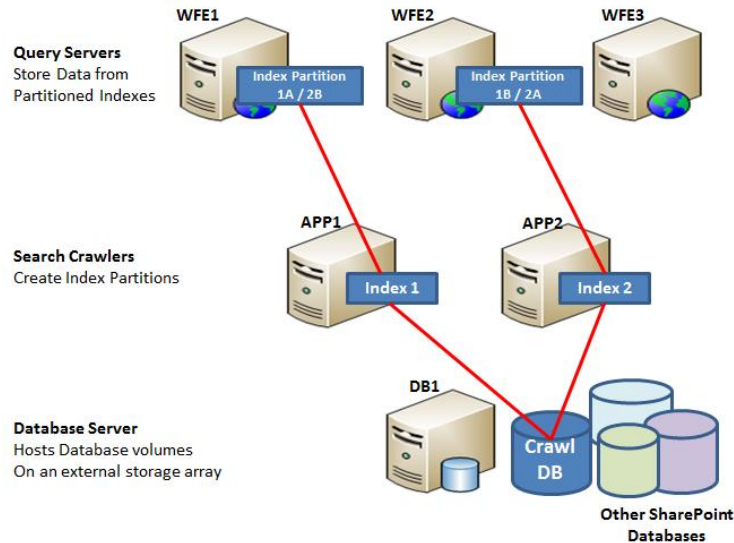 WFE1
WFE2
WFE3
Query Servers
Store Data from
Partitioned Indexes
Index Partition
1A / 2B
Index Partition
1B / 2A
APP1
APP2
Search Crawlers
Create Index Partitions
Index 1
Index 2
DB1
Database Server
Hosts Database volumes
On an external storage array
Crawl
DB
Other SharePoint
Databases